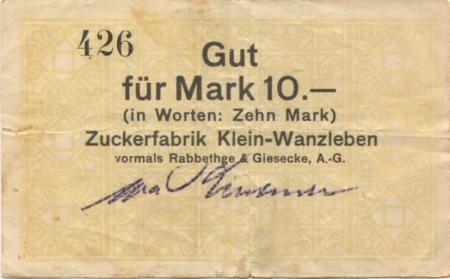 426
Gut
für Mark 10.—
(in Worten: Zehn Mark)
Zuckerfabrik Klein-Wanzleben
vormals Rabbethge & Giesecke, A.-G.